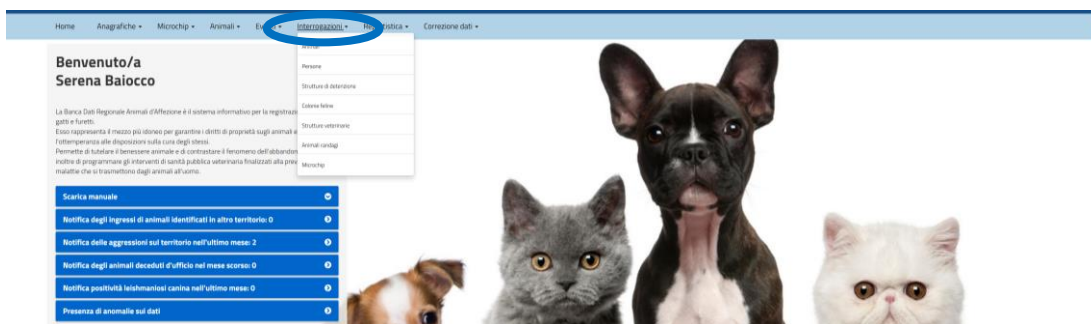 Home Anagrafiche Microchip Animali Interrogazioni Correzione dati
Benvenuto/a
Serena Baiocco
La Banca Dati Regionale Animali d'Affezione è il sistema informativo per la
gatti e furetti.
Esso rappresenta il mezzo più idoneo per garantire i diritti di proprietà sugli animali e
l'ottemperanza alle disposizioni sulla cura degli stessi.
Permette di tutelare il benessere animale e di contrastare il fenomeno
inoltre di programmare gli interventi di sanità pubblica veterinaria finalizzati alla
malattie che si trasmettono dagli animali all'uomo.
Animali
Persone
Strutture di detenzione
Colonie feline
Strutture veterinarie
Animali randagi
Microchip
Scarica manuale
Notifica degli ingressi di animali identificati in altro territorio: 0
Notifica delle aggressioni sul territorio nell'ultimo mese: 2
Notifica degli animali deceduti d'ufficio nel mese scorso: 0
Notifica positività leishmaniosi canina nell'ultimo mese: 0
Presenza di anomalie sui dati